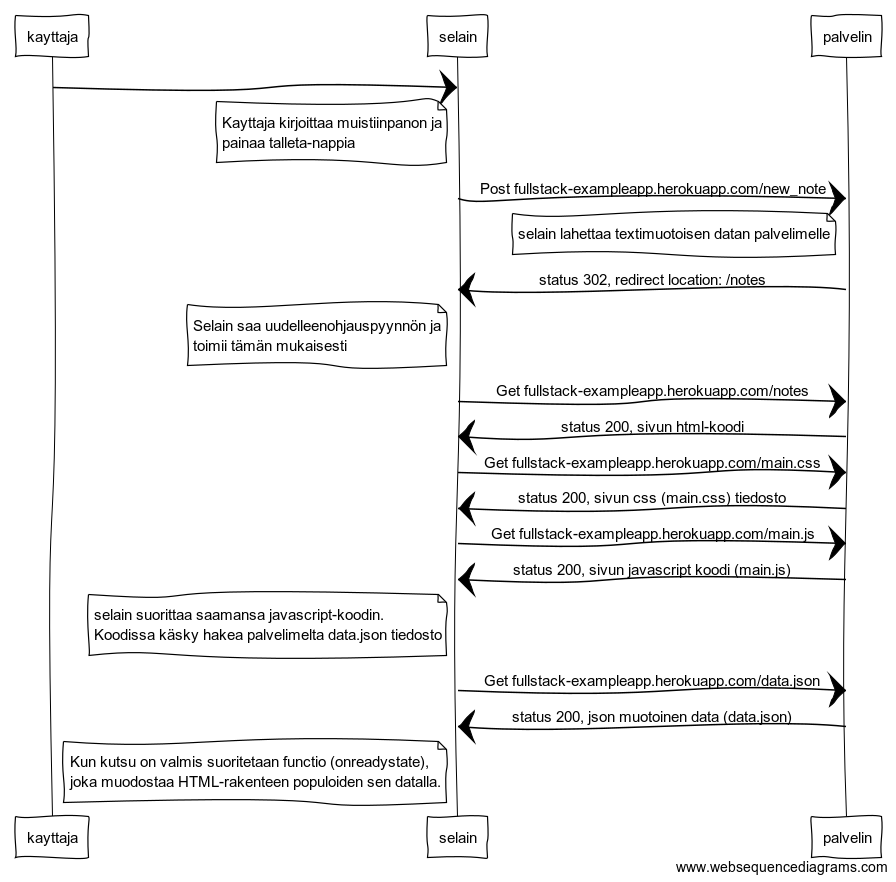 kayttaja
selain
palvelin
Kayttaja kirjoittaa muistiinpanon ja
painaa talleta-nappia
Post fullstack-exampleapp.herokuapp.com/new_note
selain lahettaa textimuotoisen datan palvelimelle
status 302, redirect location: /notes
Selain saa uudelleenohjauspyynnön ja
toimii tämän mukaisesti
Get fullstack-exampleapp.herokuapp.com/notes
status 200, sivun html-koodi
Get fullstack-exampleapp.herokuapp.com/main.css
status 200, sivun css (main.css) tiedosto
Get fullstack-exampleapp.herokuapp.com/main.js
status 200, sivun javascript koodi (main.js)
selain suorittaa saamansa javascript-koodin.
Koodissa käsky hakea palvelimelta data.json tiedosto
Get fullstack-exampleapp.herokuapp.com/data.json
status 200, json muotoinen data (data.json)
Kun kutsu on valmis suoritetaan functio (onreadystate),
joka muodostaa HTML-rakenteen populoiden sen datalla.
kayttaja
selain
palvelin
www.websequencediagrams.com